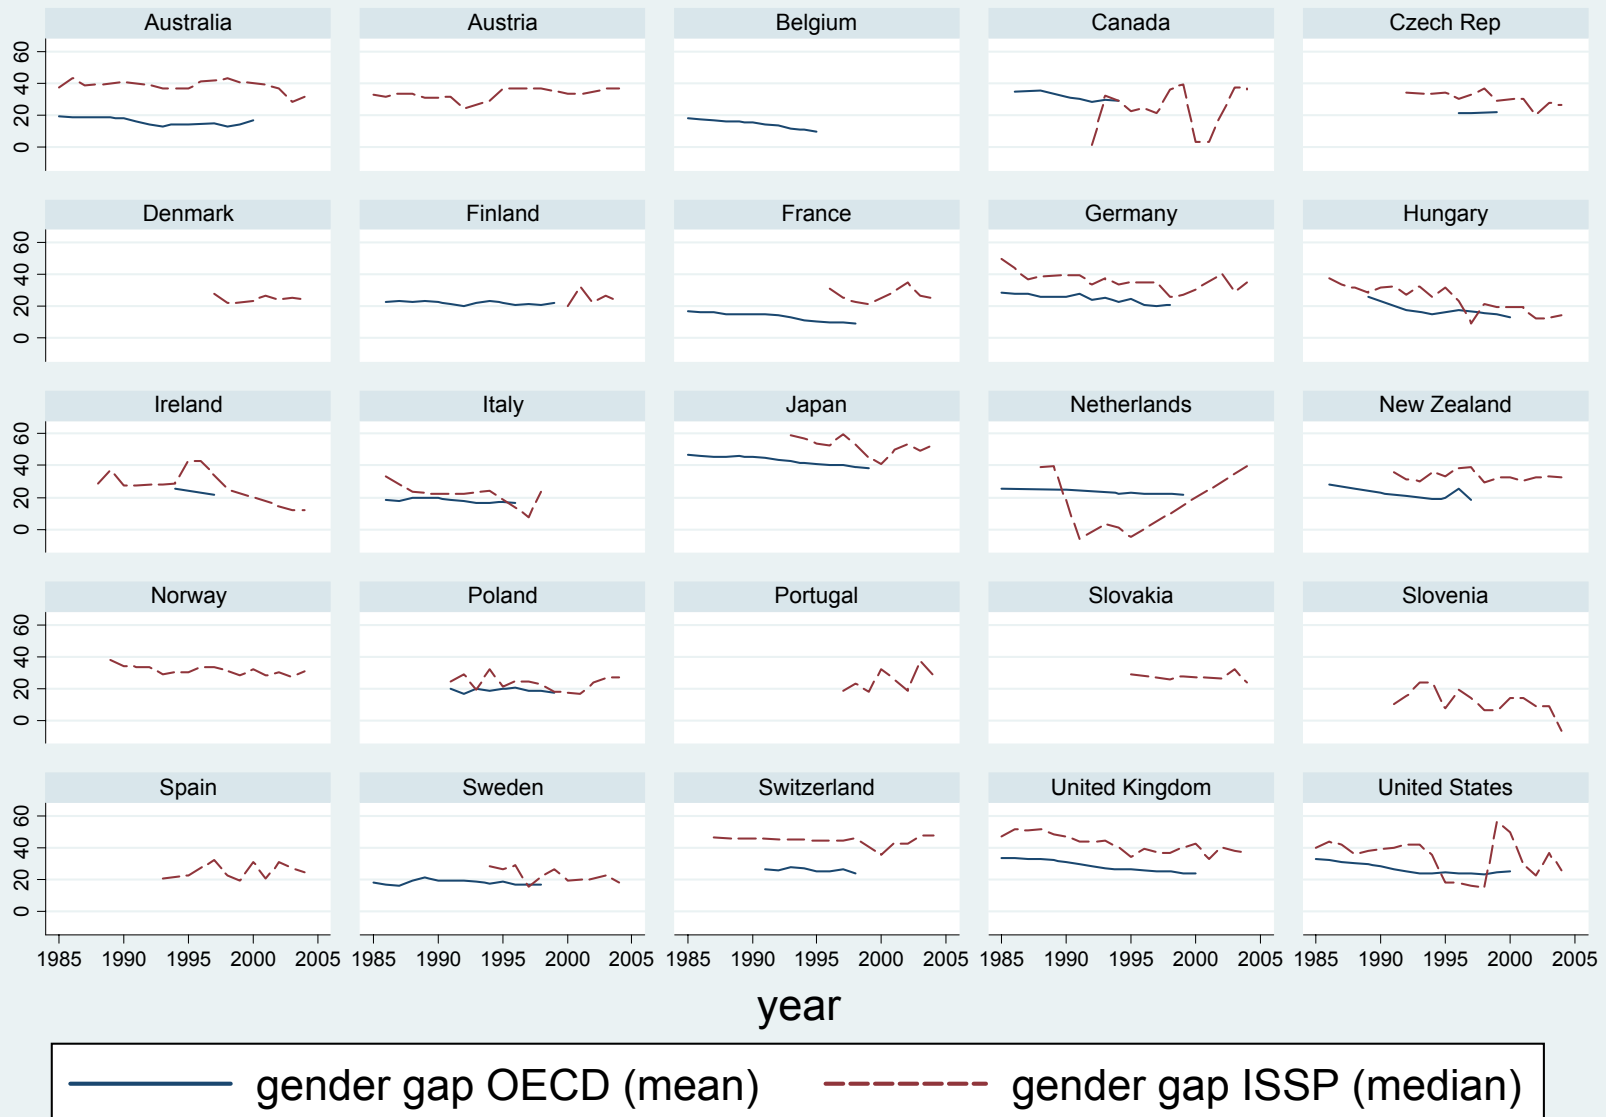 Australia Austria Belgium Canada Czech Rep
60
40
20
0
Denmark Finland France Germany Hungary
60
40
20
0
Ireland Italy Japan Netherlands New Zealand
60
40
20
0
Norway Poland Portugal Slovakia Slovenia
60
40
20
0
Spain Sweden Switzerland United Kingdom United States
60
40
20
0
1985 1990 1995 2000 2005 1985 1990 1995 2000 2005 1985 1990 1995 2000 2005 1985 1990 1995 2000 2005 1985 1990 1995 2000 2005
year
gender gap OECD (mean) gender gap ISSP (median)